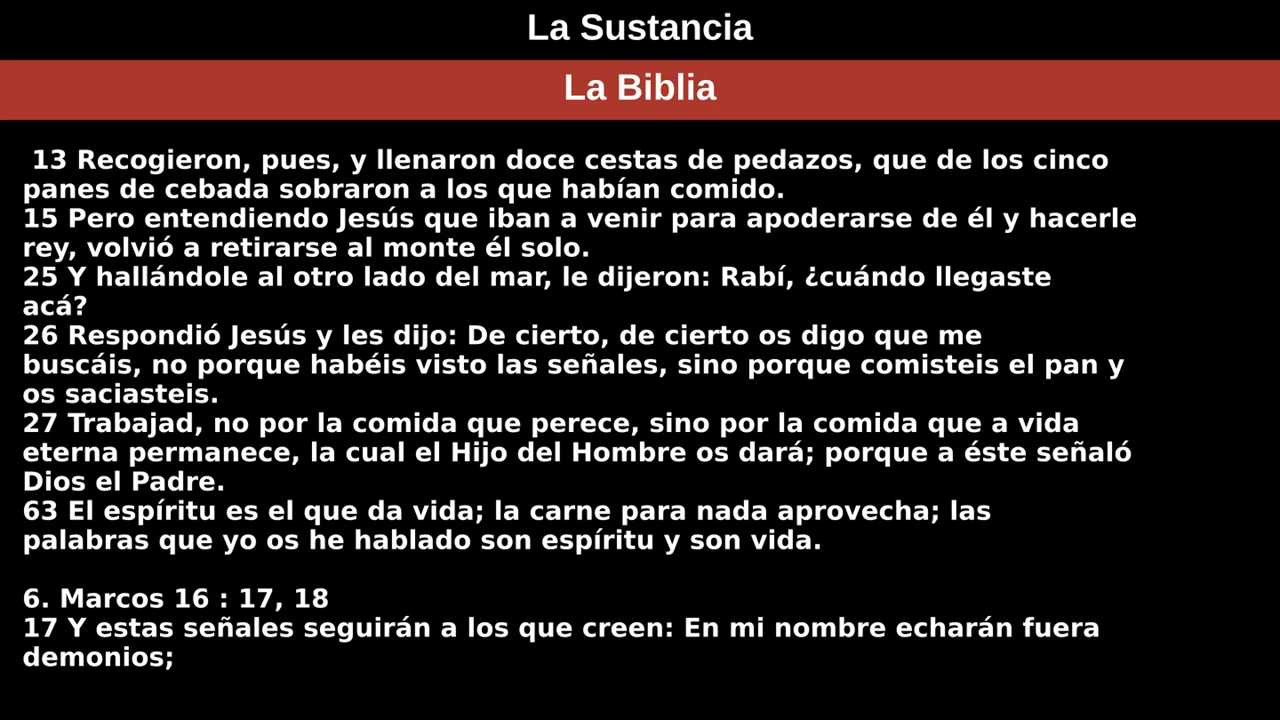 La Sustancia
La Biblia
13 Recogieron, pues, y llenaron doce cestas de pedazos, que de los cinco
panes de cebada sobraron a los que habían comido.
15 Pero entendiendo Jesús que iban a venir para apoderarse de él y hacerle
rey, volvió a retirarse al monte él solo.
25 Y hallándole al otro lado del mar, le dijeron: Rabí, ¿cuándo llegaste
acá?
26 Respondió Jesús y les dijo: De cierto, de cierto os digo que me
buscáis, no porque habéis visto las señales, sino porque comisteis el pan y
os saciasteis.
27 Trabajad, no por la comida que perece, sino por la comida que a vida
eterna permanece, la cual el Hijo del Hombre os dará; porque a éste señaló
Dios el Padre.
63 El espíritu es el que da vida; la carne para nada aprovecha; las
palabras que yo os he hablado son espíritu y son vida.
6. Marcos 16 : 17, 18
17 Y estas señales seguirán a los que creen: En mi nombre echarán fuera
demonios;